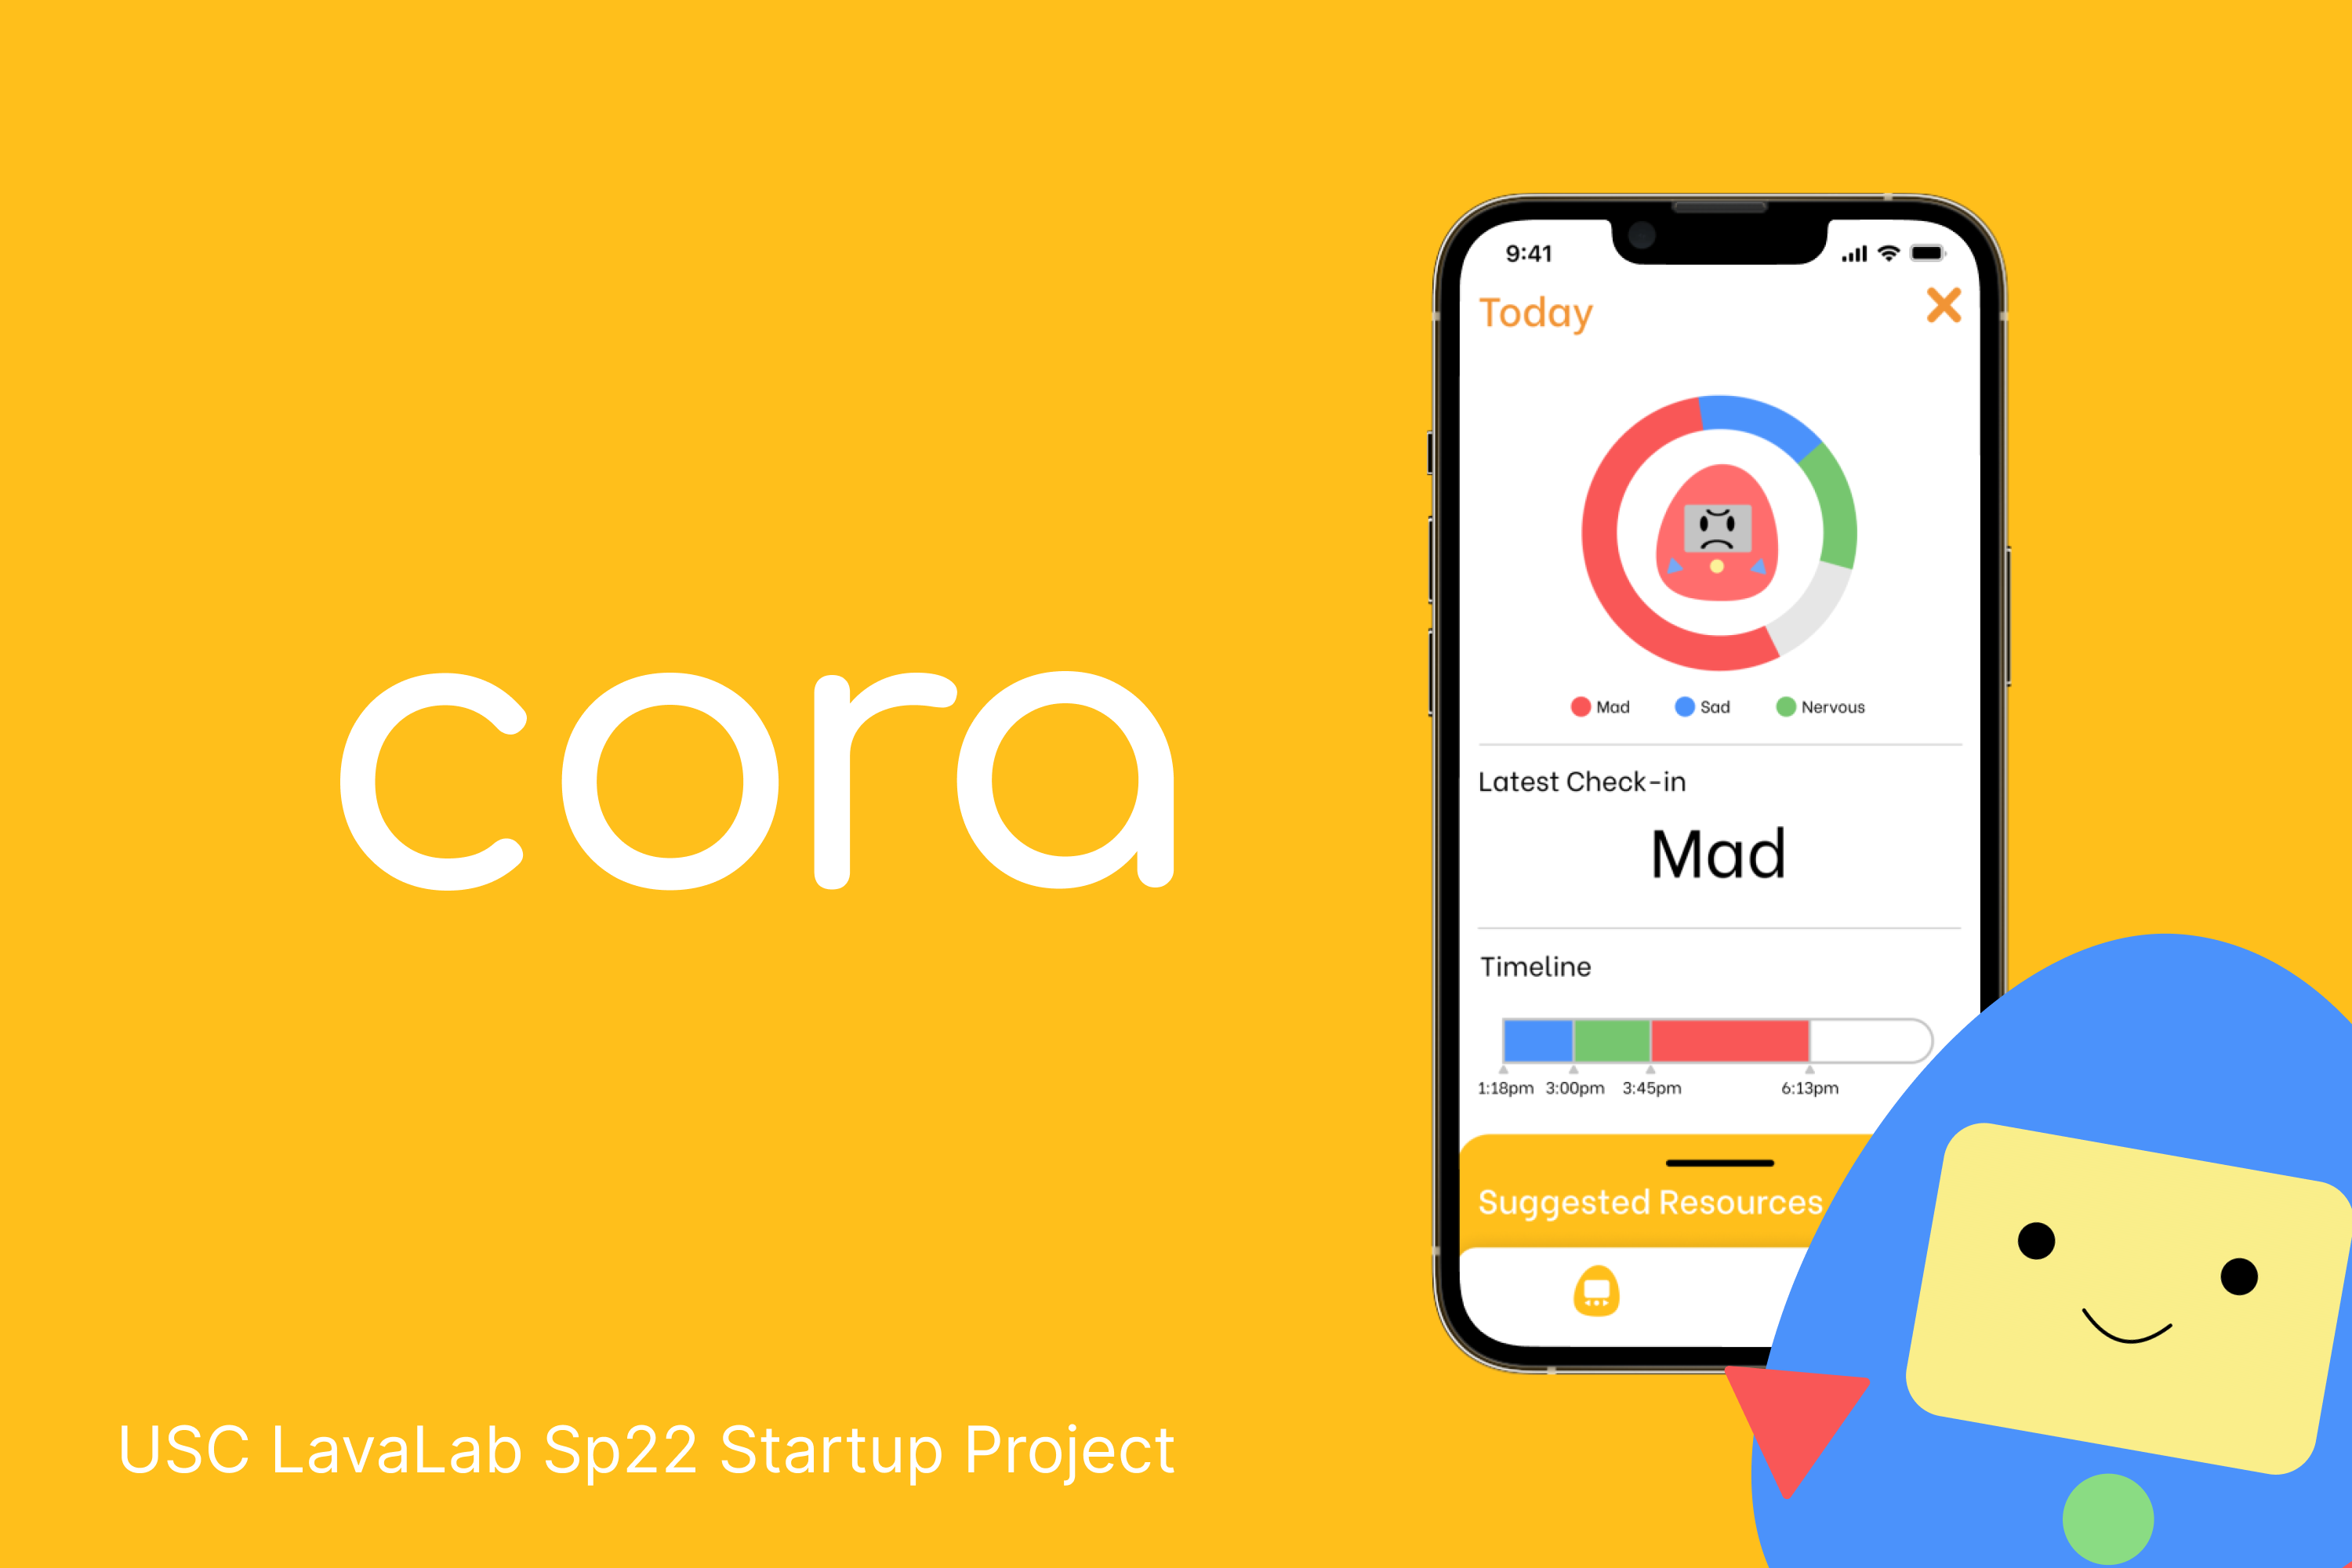 cora
USC LavaLab Sp22 Startup Project
9:41
Today
Mad Sad Nervous
Latest Check-in
Mad
Timeline
1:18pm 3:00pm 3:45pm 6:13pm
Suggested Resources